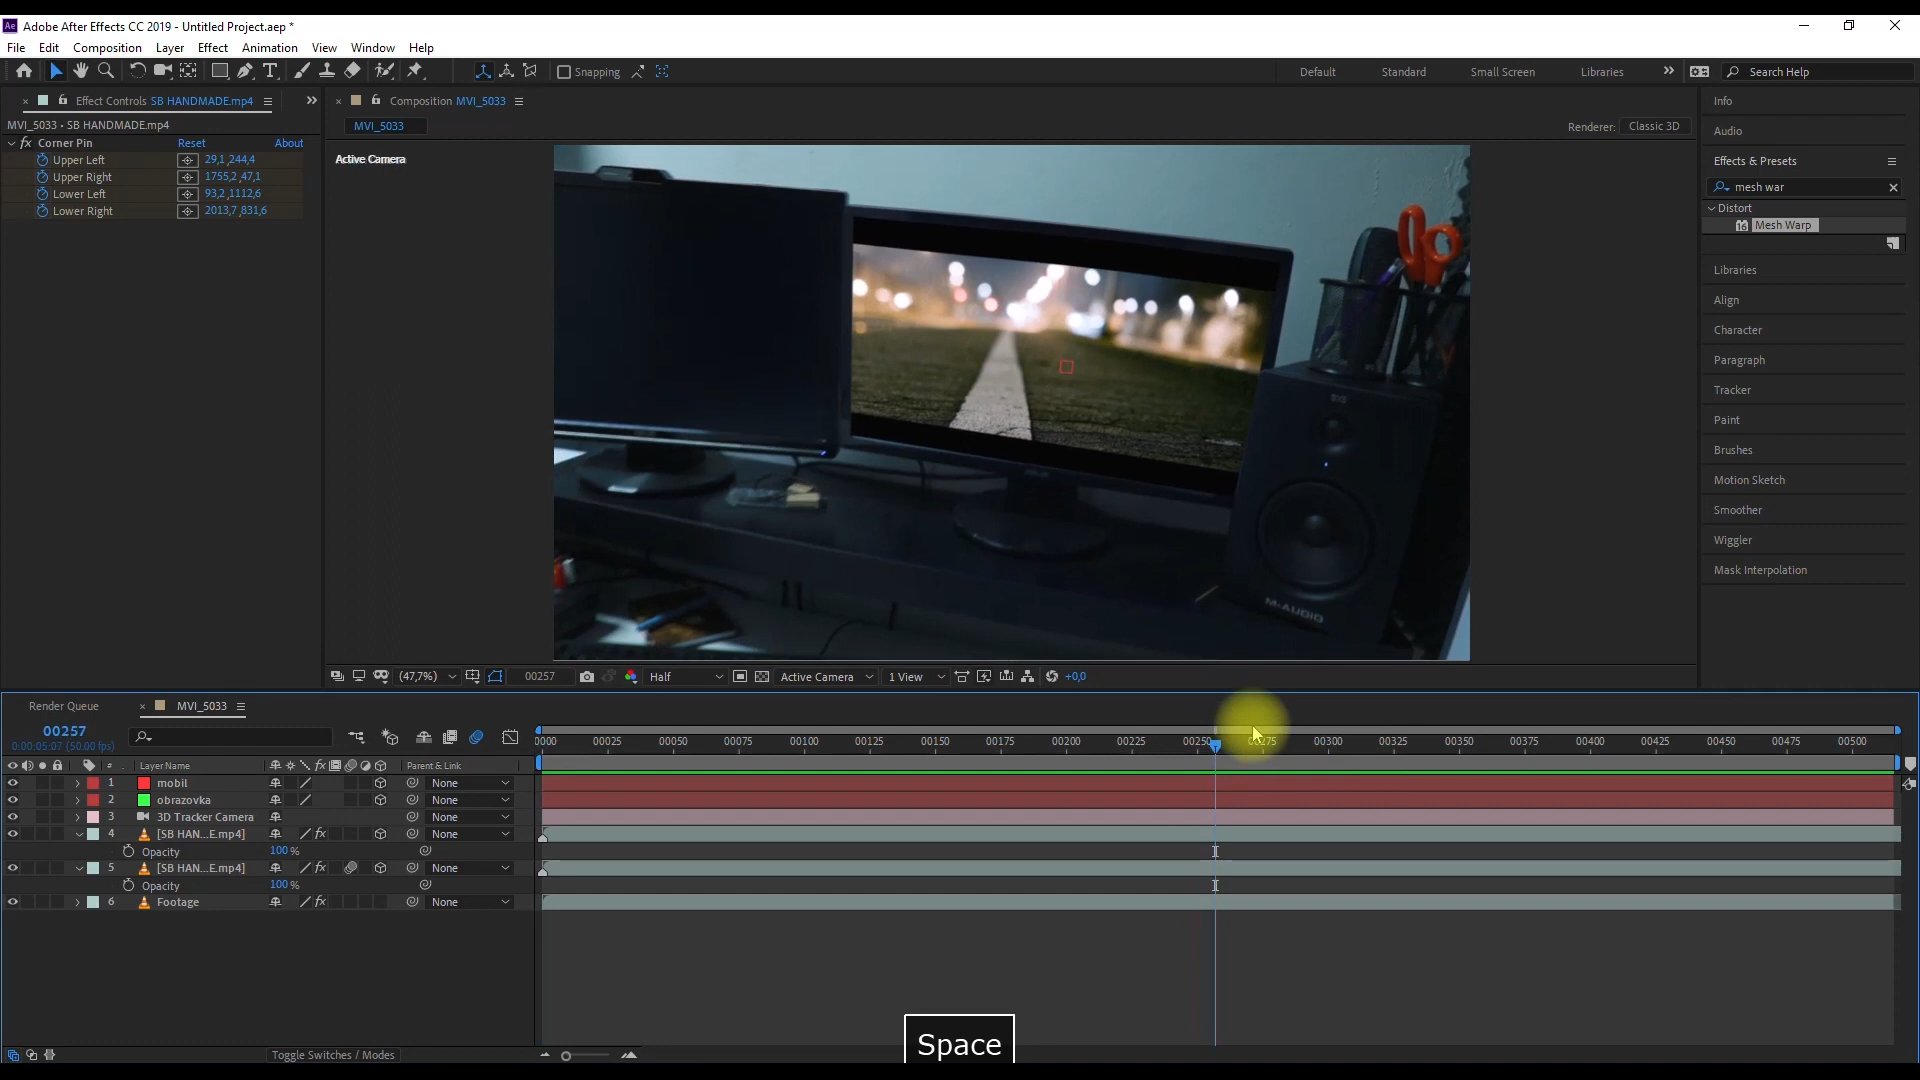 Ae Adobe After Effects CC 2019 - Untitled Project.aep *
File Edit Composition Layer Effect Animation View Window Help
Snapping Default Standard Small Screen Libraries Search Help
Effect Controls SB HANDMADE.mp4
MVI_5033 • SB HANDMADE.mp4
fx Corner Pin Reset About
Upper Left 29,1 ,244,4
Upper Right 1755,2 ,47,1
Lower Left 93,2 ,1112,6
Lower Right 2013,7 ,831,6
Composition MVI_5033
MVI_5033
Renderer: Classic 3D
Active Camera
M-AUDIO
(47,7%) 00257 Half Active Camera 1 View +0,0
Info
Audio
Effects & Presets
mesh war
Distort
16 Mesh Warp
Libraries
Align
Character
Paragraph
Tracker
Paint
Brushes
Motion Sketch
Smoother
Wiggler
Mask Interpolation
Render Queue MVI_5033
00257
0:00:05:07 (50.00 fps)
0000 00025 00050 00075 00100 00125 00150 00175 00200 00225 00250 00275 00300 00325 00350 00375 00400 00425 00450 00475 00500
# . Layer Name fx Parent & Link
1 mobil None
2 obrazovka None
3 3D Tracker Camera None
4 [SB HAN...E.mp4] fx None
Opacity 100 %
5 [SB HAN...E.mp4] fx None
Opacity 100 %
6 Footage fx None
Toggle Switches / Modes
Space